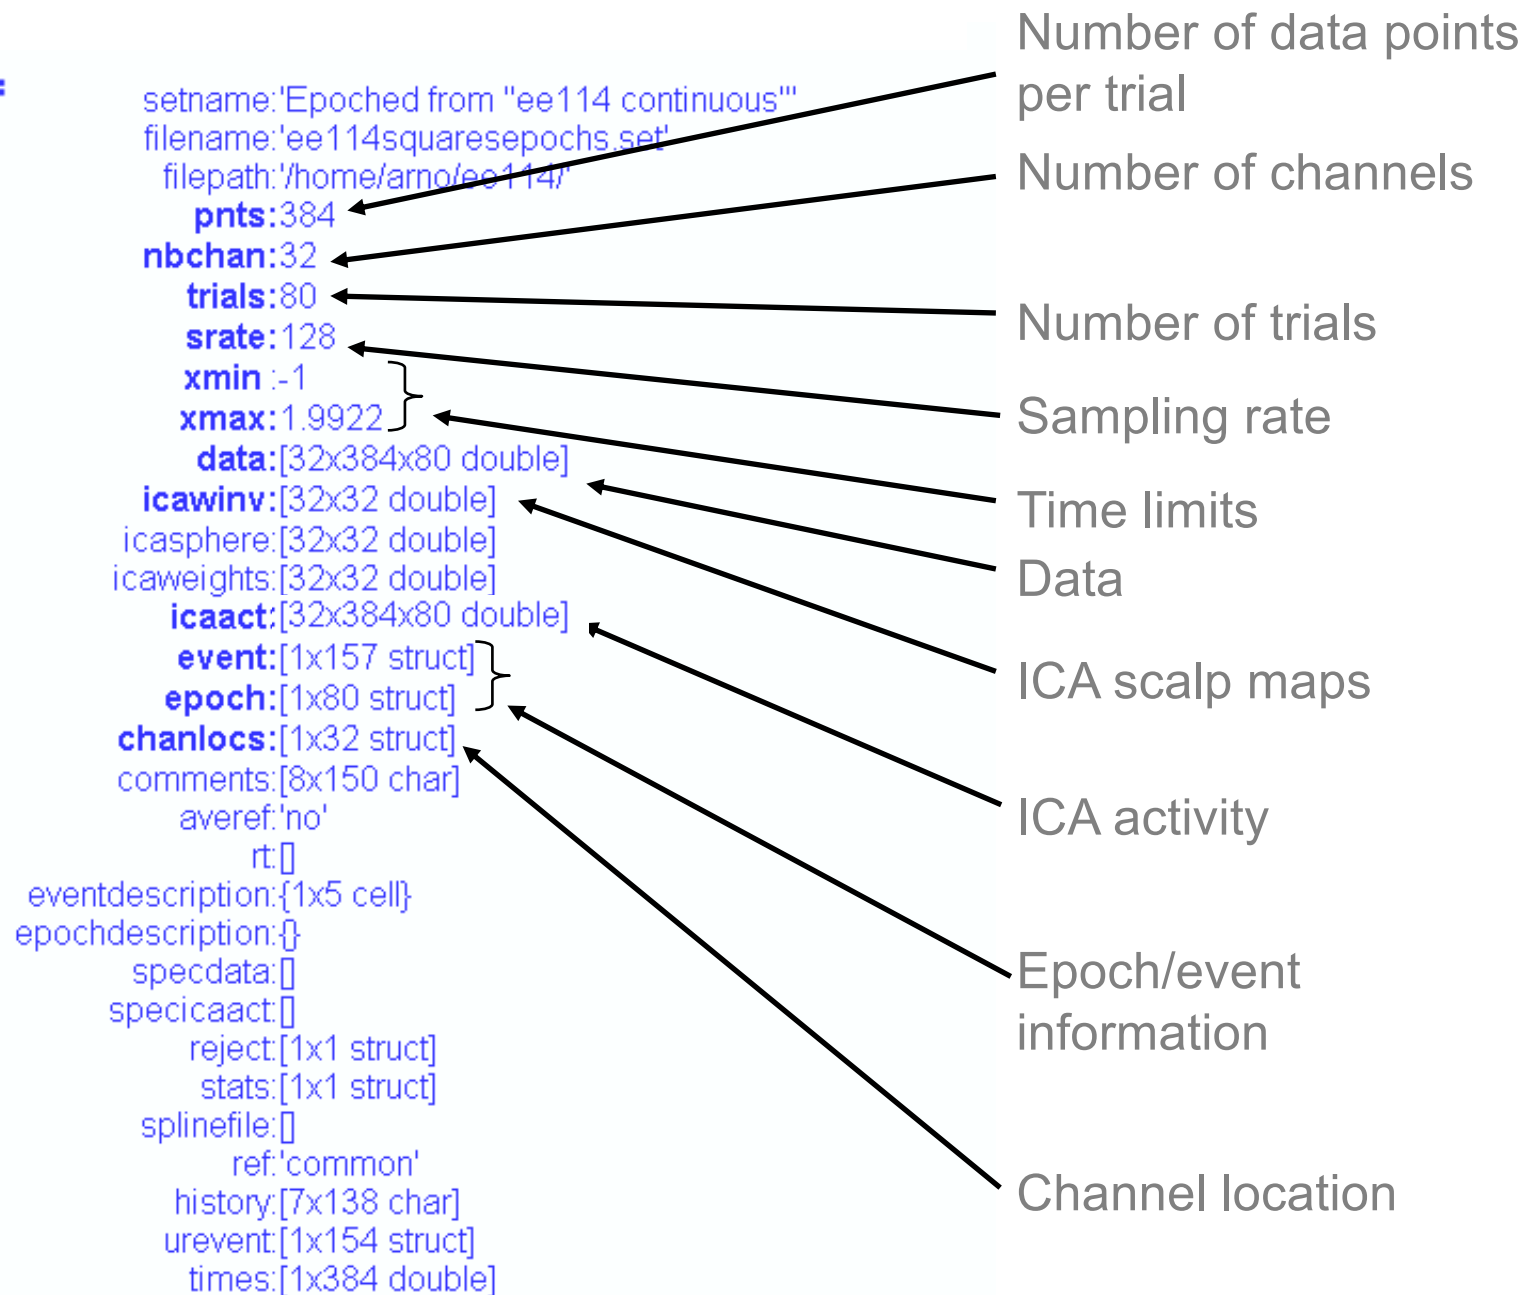 :
setname:'Epoched from "ee114 continuous"'
filename:'ee114squaresepochs.set'
filepath:'/home/arno/ee114/'
pnts:384
nbchan:32
trials:80
srate:128
xmin :-1
xmax:1.9922
data:[32x384x80 double]
icawinv:[32x32 double]
icasphere:[32x32 double]
icaweights:[32x32 double]
icaact:[32x384x80 double]
event:[1x157 struct]
epoch:[1x80 struct]
chanlocs:[1x32 struct]
comments:[8x150 char]
averef:'no'
rt:[]
eventdescription:{1x5 cell}
epochdescription:{}
specdata:[]
specicaact:[]
reject:[1x1 struct]
stats:[1x1 struct]
splinefile:[]
ref:'common'
history:[7x138 char]
urevent:[1x154 struct]
times:[1x384 double]
Number of data points
per trial
Number of channels
Number of trials
Sampling rate
Time limits
Data
ICA scalp maps
ICA activity
Epoch/event
information
Channel location